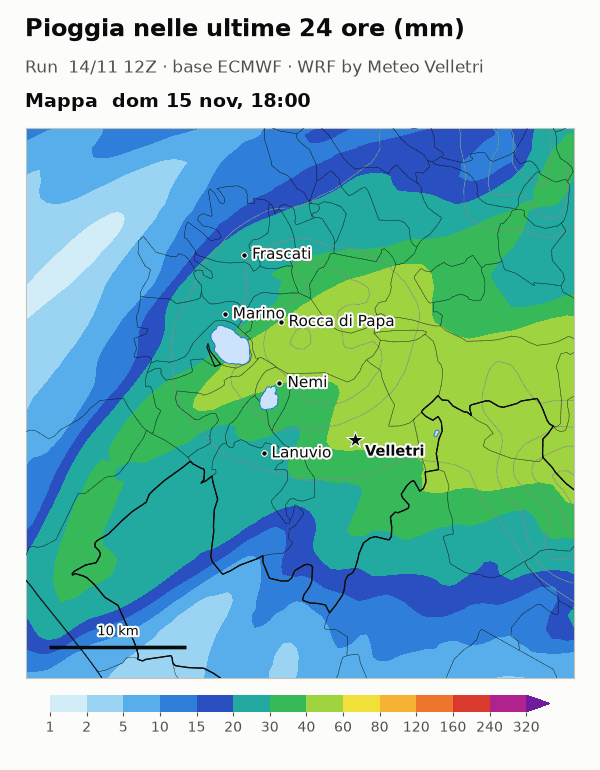 Pioggia nelle ultime 24 ore (mm)
Run  14/11 12Z · base ECMWF · WRF by Meteo Velletri
Mappa  dom 15 nov, 18:00
Frascati
Marino
Rocca di Papa
Nemi
Velletri
Lanuvio
10 km
1 2 5 10 15 20 30 40 60 80 120 160 240 320